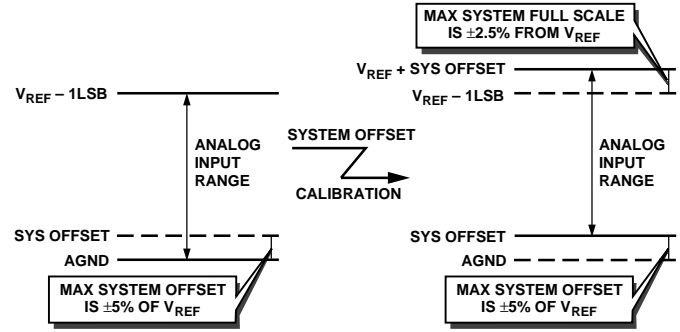 MAX SYSTEM FULL SCALE
IS ±2.5% FROM VREF
VREF + SYS OFFSET
VREF – 1LSB
VREF – 1LSB
SYSTEM OFFSET
CALIBRATION
ANALOG
INPUT
RANGE
ANALOG
INPUT
RANGE
SYS OFFSET
AGND
SYS OFFSET
AGND
MAX SYSTEM OFFSET
IS ±5% OF VREF
MAX SYSTEM OFFSET
IS ±5% OF VREF